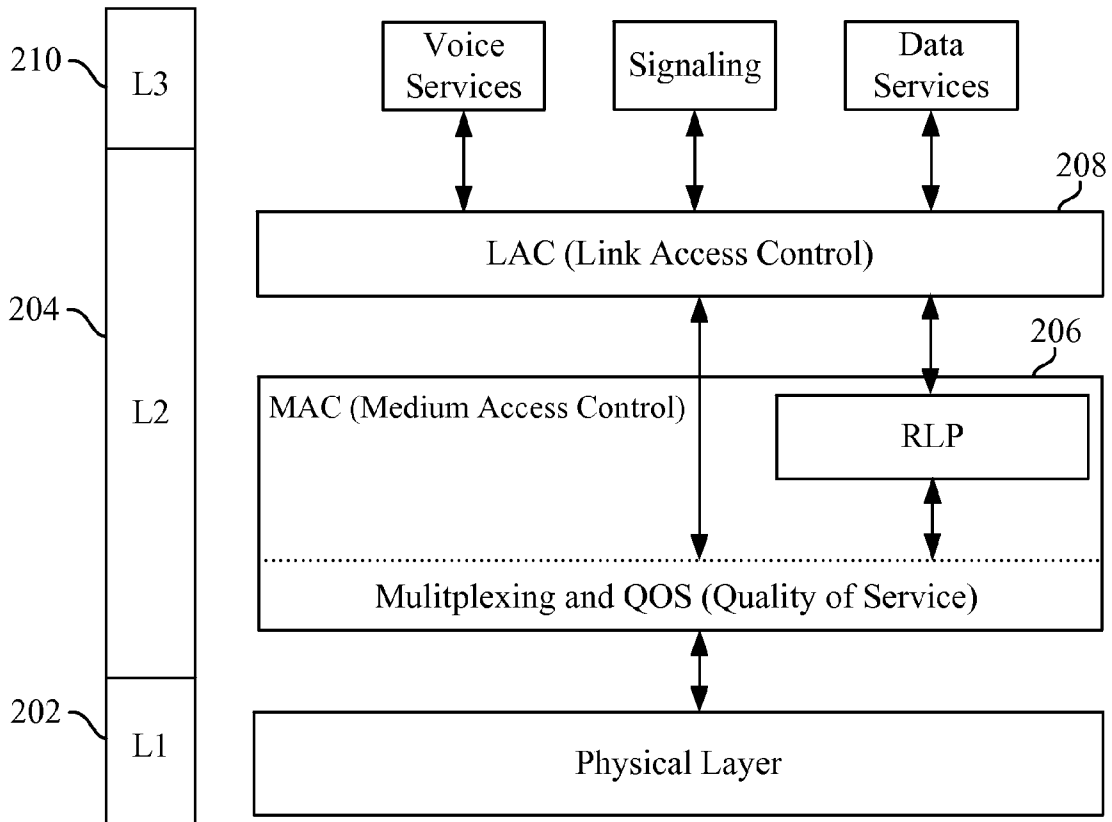 210
L3
Voice
Services
Signaling
Data
Services
208
LAC (Link Access Control)
204
L2
206
MAC (Medium Access Control)
RLP
Mulitplexing and QOS (Quality of Service)
202
L1
Physical Layer